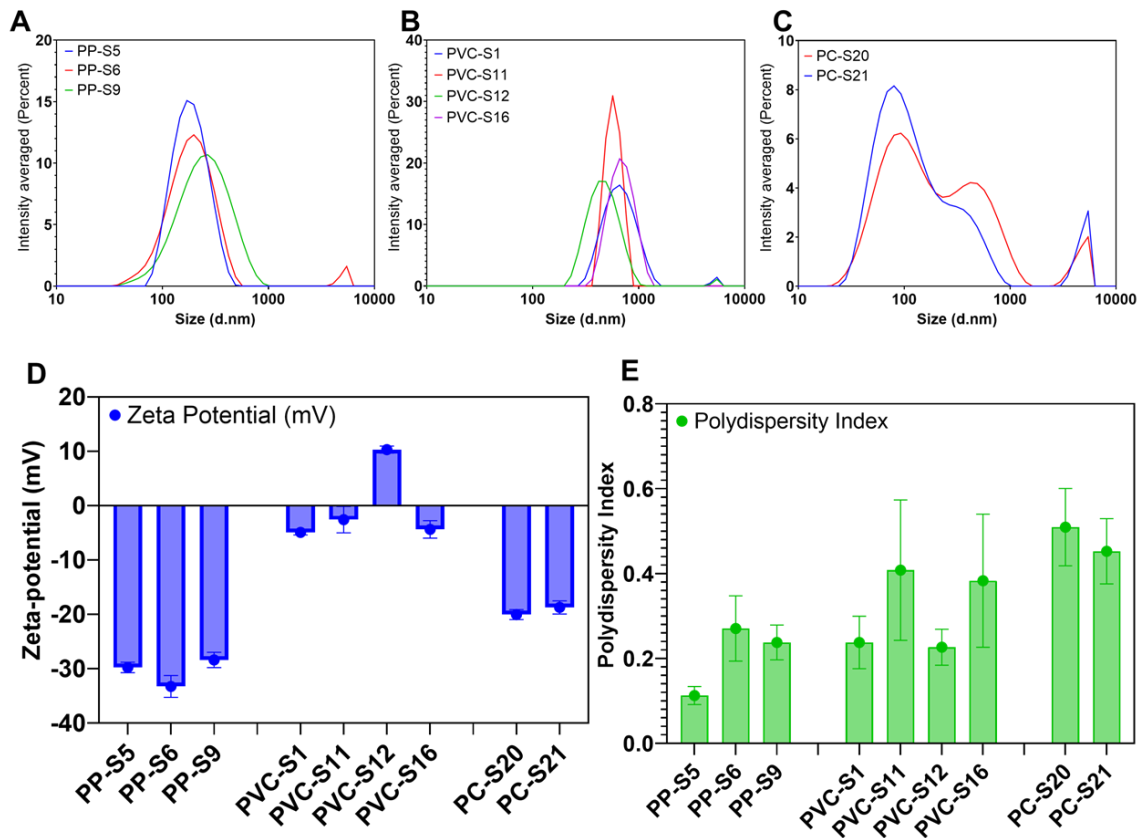 A
PP-S5
PP-S6
PP-S9
Intensity averaged (Percent)
20
15
10
5
0
10 100 1000 10000
Size (d.nm)
B
PVC-S1
PVC-S11
PVC-S12
PVC-S16
Intensity averaged (Percent)
40
30
20
10
0
10 100 1000 10000
Size (d.nm)
C
PC-S20
PC-S21
Intensity averaged (Percent)
10
8
6
4
2
0
10 100 1000 10000
Size (d.nm)
D
Zeta Potential (mV)
Zeta-potential (mV)
20
10
0
-10
-20
-30
-40
PP-S5 PP-S6 PP-S9 PVC-S1 PVC-S11 PVC-S12 PVC-S16 PC-S20 PC-S21
E
Polydispersity Index
Polydispersity Index
0.8
0.6
0.4
0.2
0.0
PP-S5 PP-S6 PP-S9 PVC-S1 PVC-S11 PVC-S12 PVC-S16 PC-S20 PC-S21